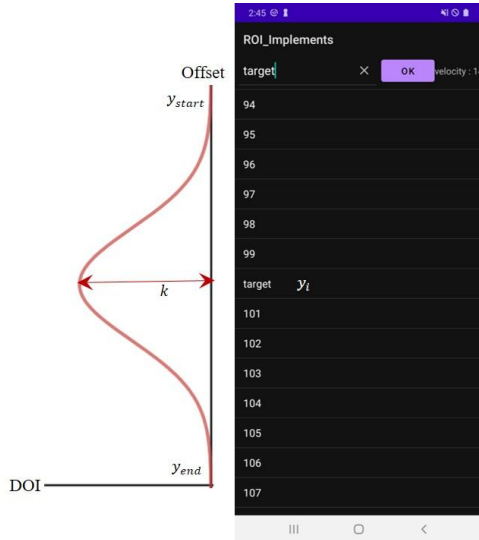 Offset
y_start
k
y_end
DOI
2:45
ROI_Implements
target
OK
velocity : 1
94
95
96
97
98
99
target y_i
101
102
103
104
105
106
107